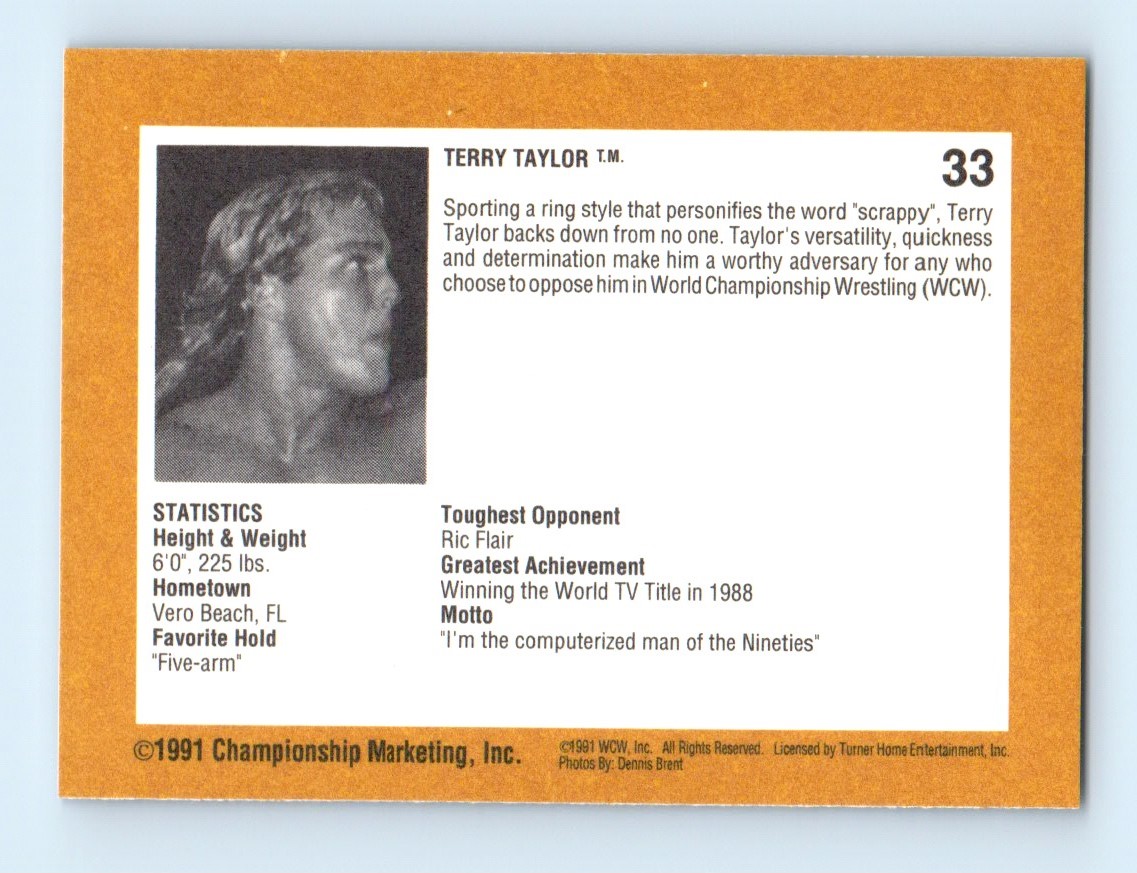 TERRY TAYLOR T.M.
33
Sporting a ring style that personifies the word "scrappy", Terry
Taylor backs down from no one. Taylor's versatility, quickness
and determination make him a worthy adversary for any who
choose to oppose him in World Championship Wrestling (WCW).
STATISTICS
Height & Weight
6'0", 225 lbs.
Hometown
Vero Beach, FL
Favorite Hold
"Five-arm"
Toughest Opponent
Ric Flair
Greatest Achievement
Winning the World TV Title in 1988
Motto
"I'm the computerized man of the Nineties"
©1991 Championship Marketing, Inc.
©1991 WCW, Inc. All Rights Reserved. Licensed by Turner Home Entertainment, Inc.
Photos By: Dennis Brent